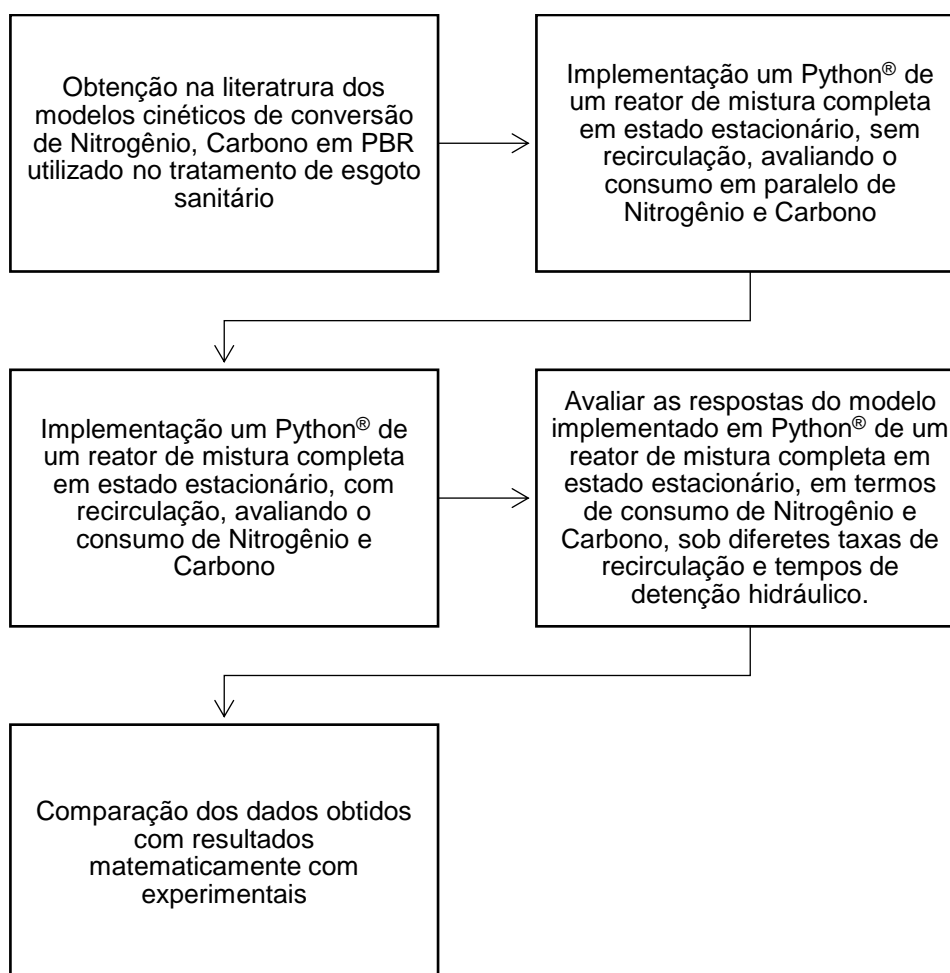 Obtenção na literatrura dos
modelos cinéticos de conversão
de Nitrogênio, Carbono em PBR
utilizado no tratamento de esgoto
sanitário
Implementação um Python® de
um reator de mistura completa
em estado estacionário, sem
recirculação, avaliando o
consumo em paralelo de
Nitrogênio e Carbono
Implementação um Python® de
um reator de mistura completa
em estado estacionário, com
recirculação, avaliando o
consumo de Nitrogênio e
Carbono
Avaliar as respostas do modelo
implementado em Python® de um
reator de mistura completa em
estado estacionário, em termos
de consumo de Nitrogênio e
Carbono, sob diferetes taxas de
recirculação e tempos de
detenção hidráulico.
Comparação dos dados obtidos
com resultados
matematicamente com
experimentais